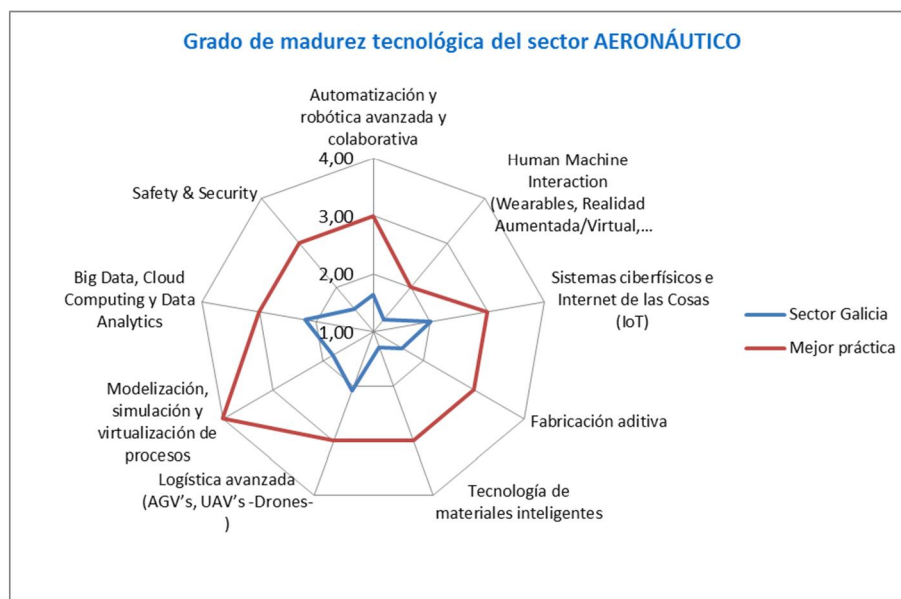 Grado de madurez tecnológica del sector AERONÁUTICO
Automatización y
robótica avanzada y
colaborativa
4,00
3,00
2,00
1,00
Human Machine
Interaction
(Wearables, Realidad
Aumentada/Virtual,...
Sistemas ciberfísicos e
Internet de las Cosas
(IoT)
Fabricación aditiva
Tecnología de
materiales inteligentes
Logística avanzada
(AGV's, UAV's -Drones-
)
Modelización,
simulación y
virtualización de
procesos
Big Data, Cloud
Computing y Data
Analytics
Safety & Security
Sector Galicia
Mejor práctica